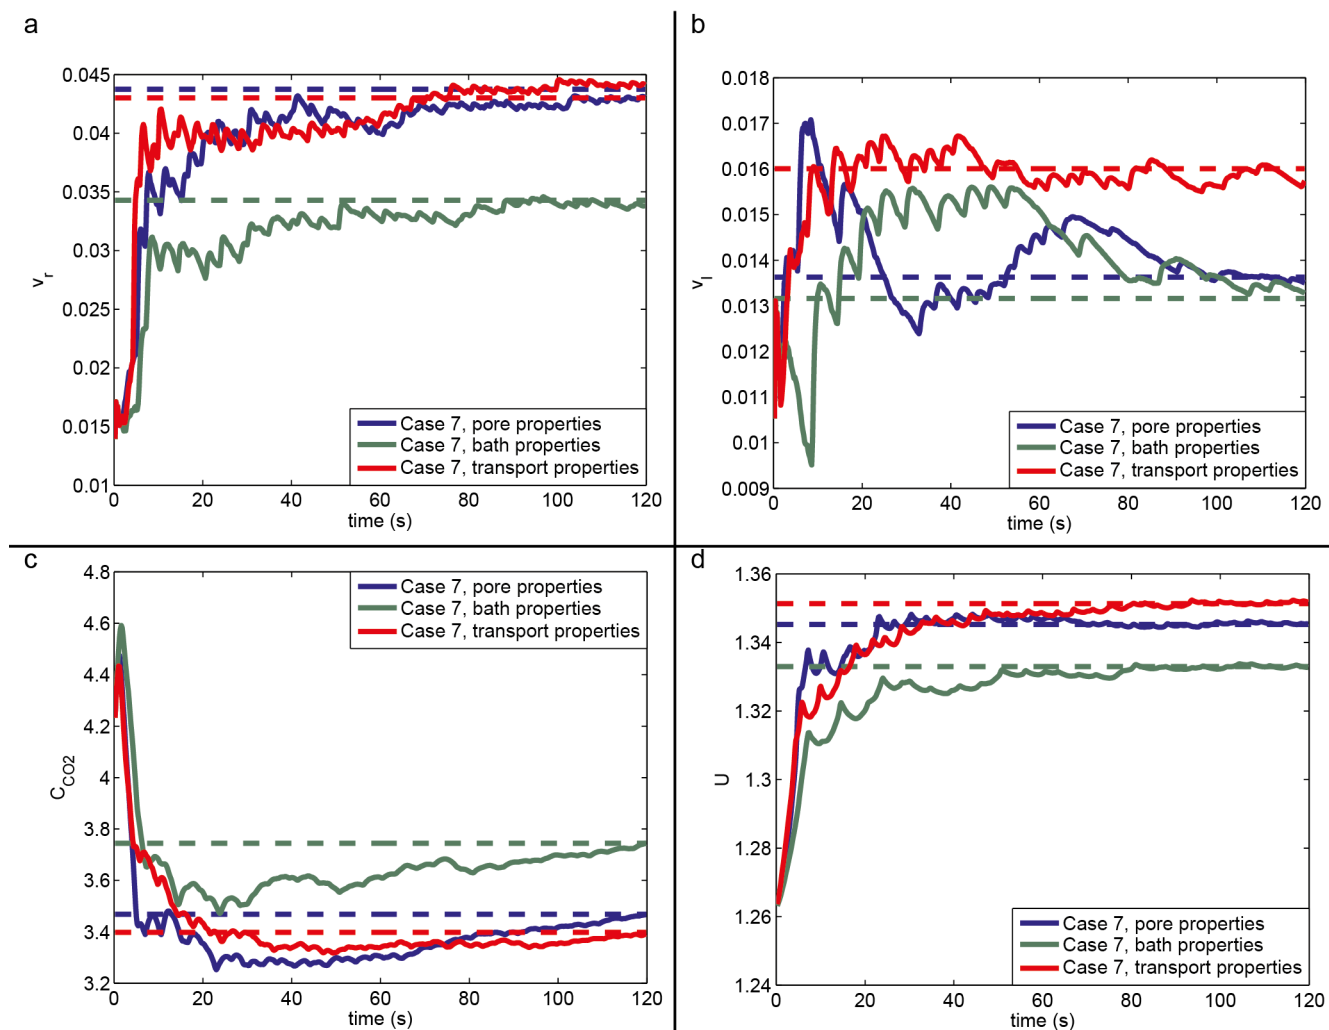 a
0.045
0.04
0.035
0.03
0.025
0.02
0.015
0.01
v_r
0 20 40 60 80 100 120
time (s)
Case 7, pore properties
Case 7, bath properties
Case 7, transport properties
b
0.018
0.017
0.016
0.015
0.014
0.013
0.012
0.011
0.01
0.009
v_l
0 20 40 60 80 100 120
time (s)
Case 7, pore properties
Case 7, bath properties
Case 7, transport properties
c
4.8
4.6
4.4
4.2
4
3.8
3.6
3.4
3.2
C_CO2
0 20 40 60 80 100 120
time (s)
Case 7, pore properties
Case 7, bath properties
Case 7, transport properties
d
1.36
1.34
1.32
1.3
1.28
1.26
1.24
U
0 20 40 60 80 100 120
time (s)
Case 7, pore properties
Case 7, bath properties
Case 7, transport properties